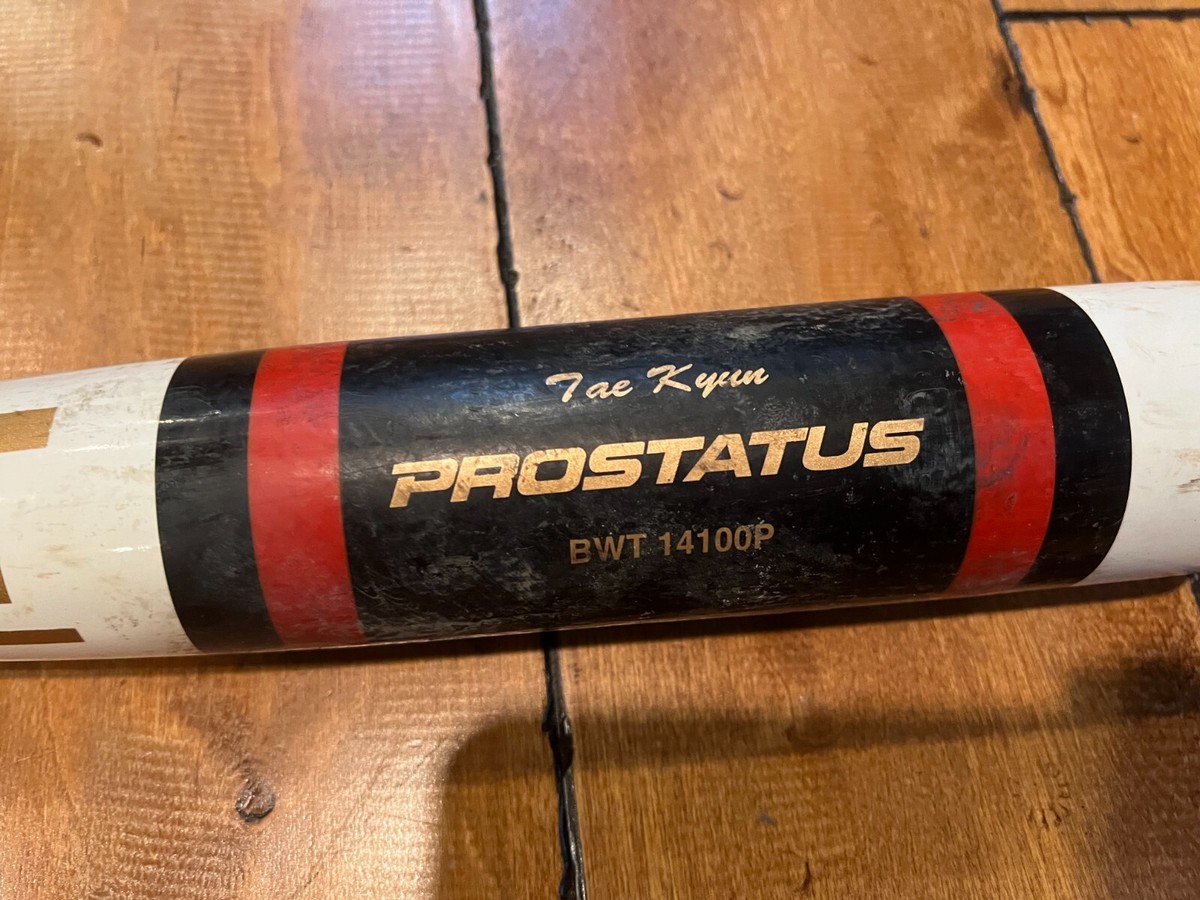 Tae Kyun
PROSTATUS
BWT 14100P